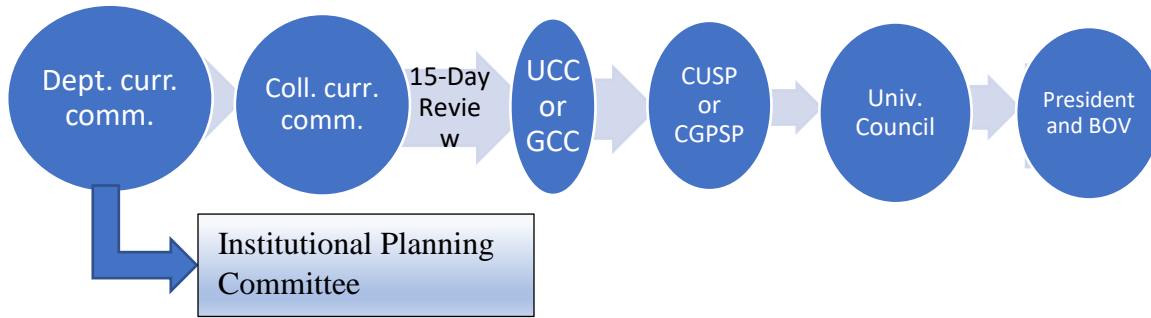 Dept. curr.
comm.
Coll. curr.
comm.
15-Day
Revie
w
UCC
or
GCC
CUSP
or
CGPSP
Univ.
Council
President
and BOV
Institutional Planning
Committee